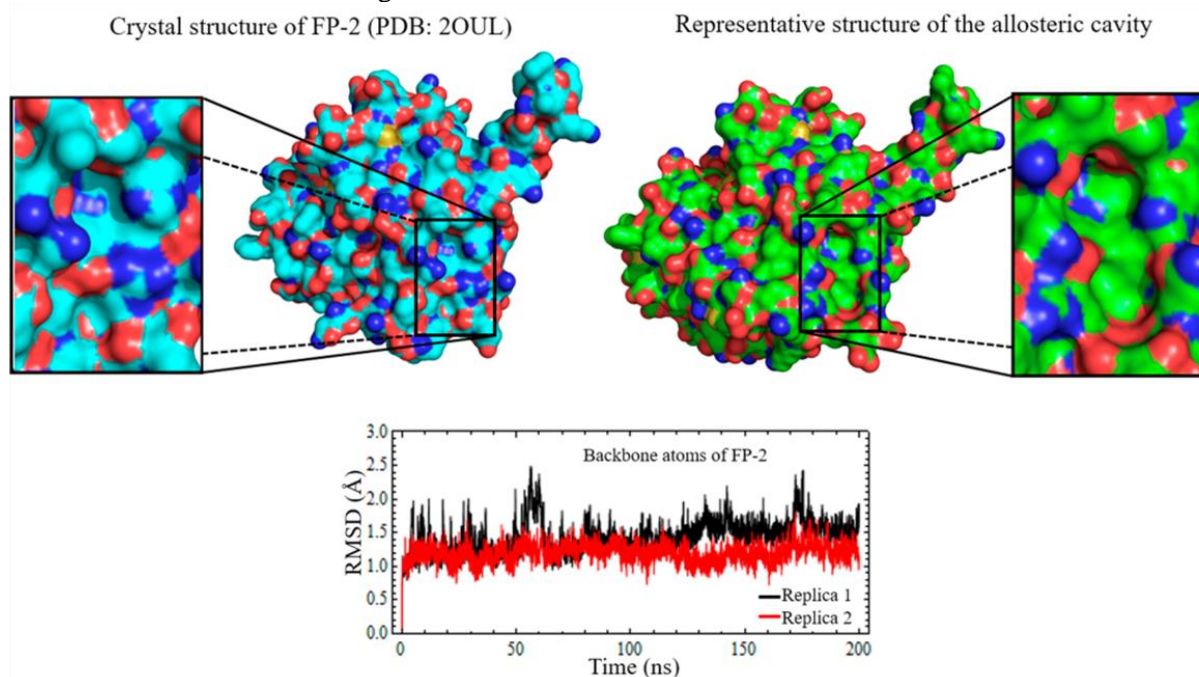 Crystal structure of FP-2 (PDB: 2OUL)
Representative structure of the allosteric cavity
Backbone atoms of FP-2
RMSD (Å)
3.0
2.5
2.0
1.5
1.0
0.5
0.0
Replica 1
Replica 2
0 50 100 150 200
Time (ns)